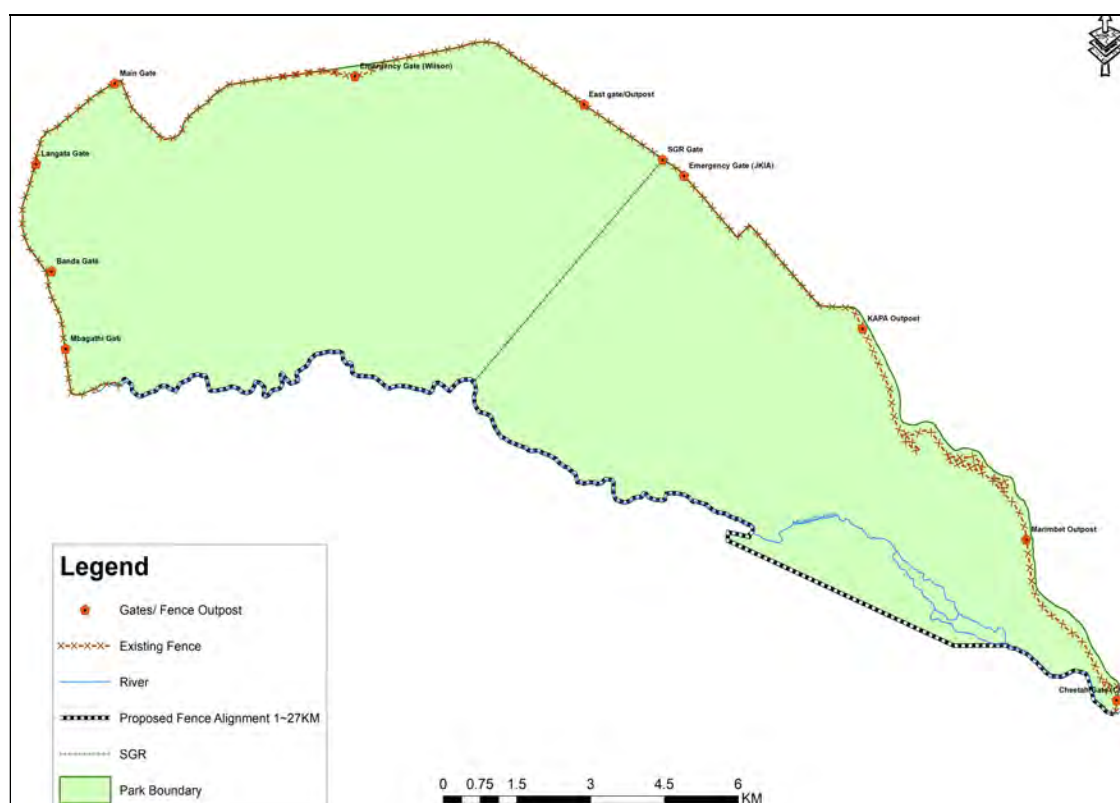 Main Gate
Emergency Gate (Wilson)
East gate/Outpost
SGR Gate
Emergency Gate (JKIA)
Langata Gate
Banda Gate
KAPA Outpost
Mbagathi Gate
Marimbet Outpost
Cheetah Gate
Legend
Gates/ Fence Outpost
Existing Fence
River
Proposed Fence Alignment 1~27KM
SGR
Park Boundary
0 0.75 1.5 3 4.5 6
KM